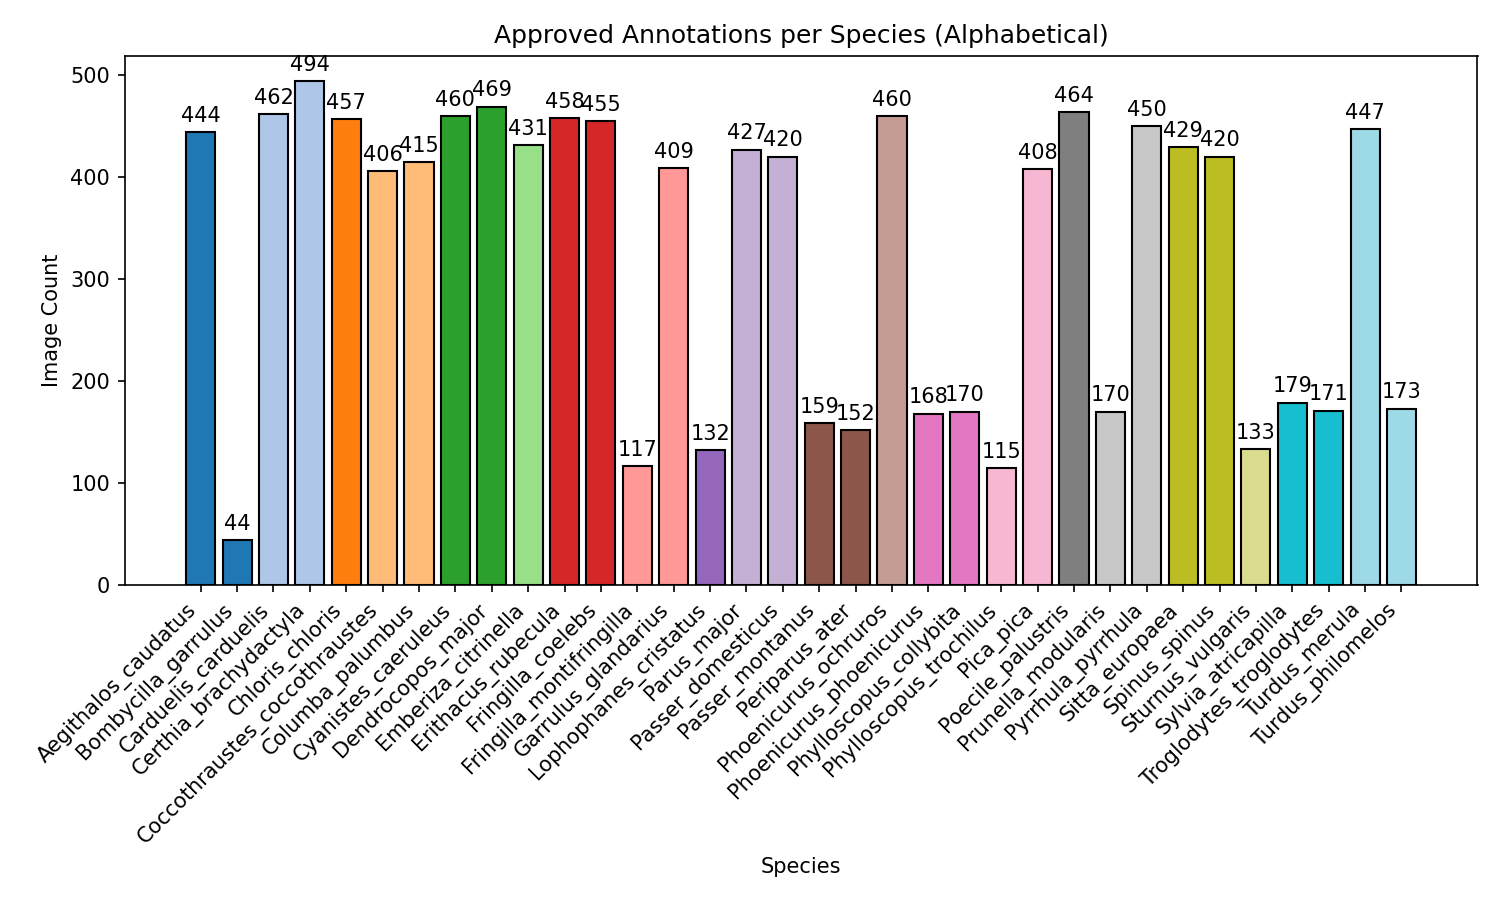 Approved Annotations per Species (Alphabetical)
Image Count
500
400
300
200
100
0
444
44
462
494
457
406
415
460
469
431
458
455
117
409
132
427
420
159
152
460
168
170
115
408
464
170
450
429
420
133
179
171
447
173
Aegithalos_caudatus
Bombycilla_garrulus
Carduelis_carduelis
Certhia_brachydactyla
Chloris_chloris
Coccothraustes_coccothraustes
Columba_palumbus
Cyanistes_caeruleus
Dendrocopos_major
Emberiza_citrinella
Erithacus_rubecula
Fringilla_coelebs
Fringilla_montifringilla
Garrulus_glandarius
Lophophanes_cristatus
Parus_major
Passer_domesticus
Passer_montanus
Periparus_ater
Phoenicurus_ochruros
Phoenicurus_phoenicurus
Phylloscopus_collybita
Phylloscopus_trochilus
Pica_pica
Poecile_palustris
Prunella_modularis
Pyrrhula_pyrrhula
Sitta_europaea
Spinus_spinus
Sturnus_vulgaris
Sylvia_atricapilla
Troglodytes_troglodytes
Turdus_merula
Turdus_philomelos
Species